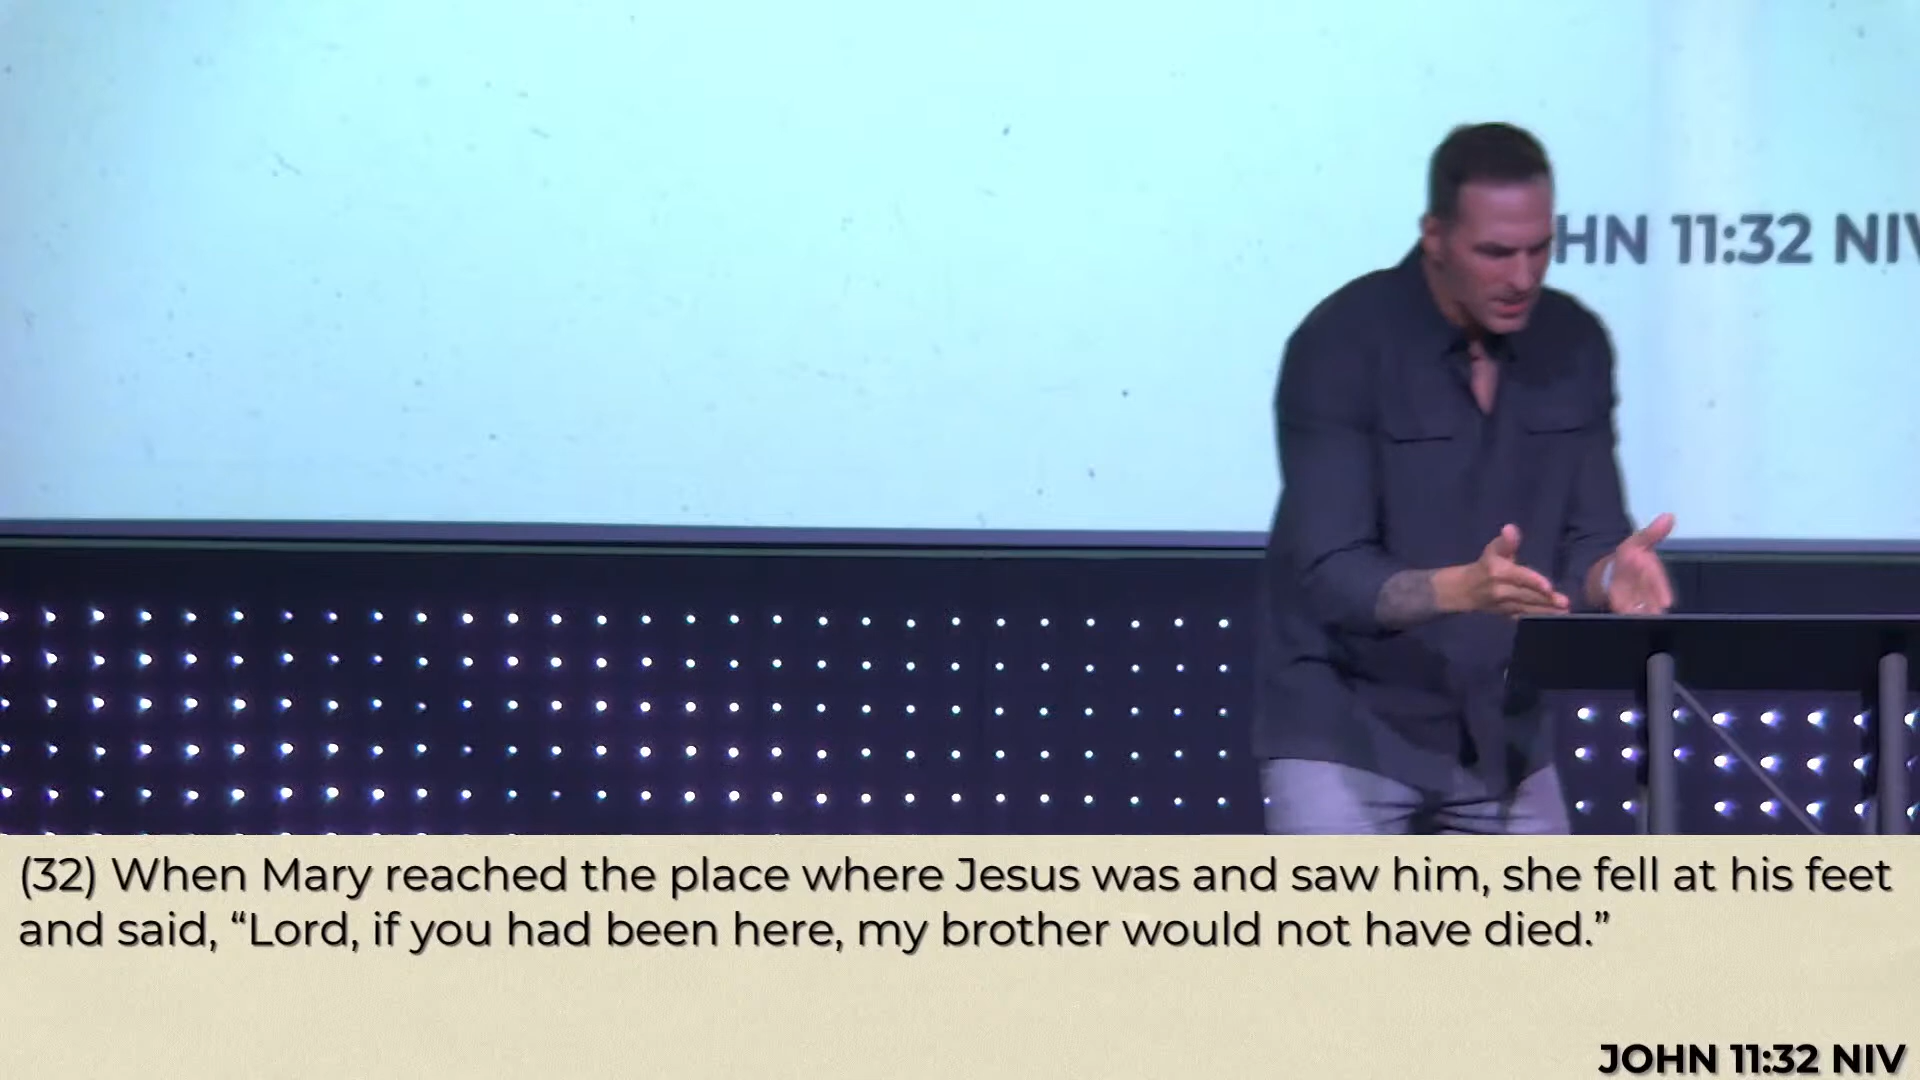 HN 11:32 NIV
(32) When Mary reached the place where Jesus was and saw him, she fell at his feet
and said, “Lord, if you had been here, my brother would not have died.”
JOHN 11:32 NIV